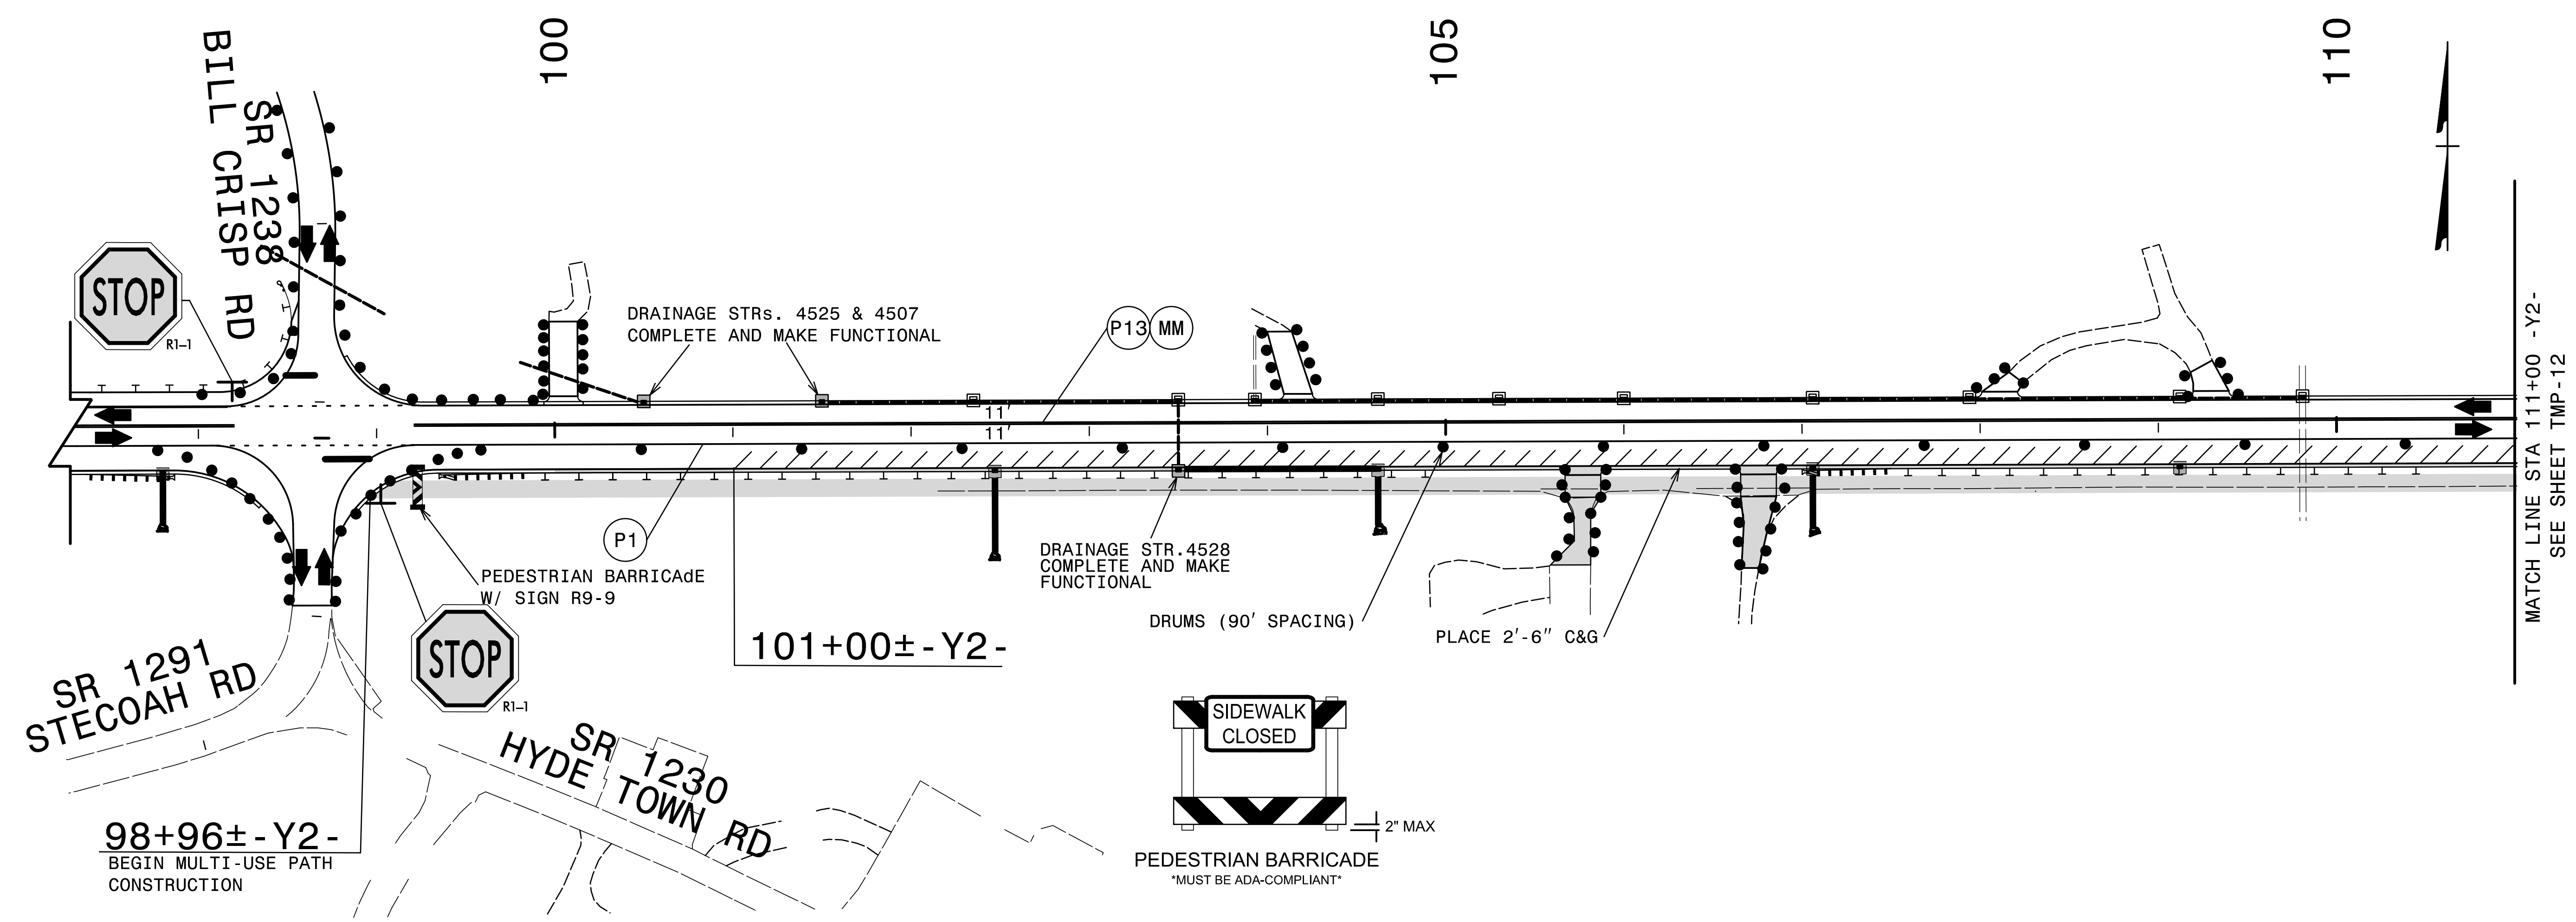 100
105
110
BILL CRISP RD
SR 1238
STOP
R1-1
DRAINAGE STRs. 4525 & 4507
COMPLETE AND MAKE FUNCTIONAL
P13
MM
11'
11'
MATCH LINE STA 111+00 -Y2-
SEE SHEET TMP-12
P1
PEDESTRIAN BARRICAdE
W/ SIGN R9-9
DRAINAGE STR.4528
COMPLETE AND MAKE
FUNCTIONAL
DRUMS (90' SPACING)
PLACE 2'-6" C&G
101+00±-Y2-
STOP
R1-1
SR 1291
STECOAH RD
SR 1230
HYDE TOWN RD
98+96±-Y2-
BEGIN MULTI-USE PATH
CONSTRUCTION
SIDEWALK
CLOSED
2" MAX
PEDESTRIAN BARRICADE
*MUST BE ADA-COMPLIANT*